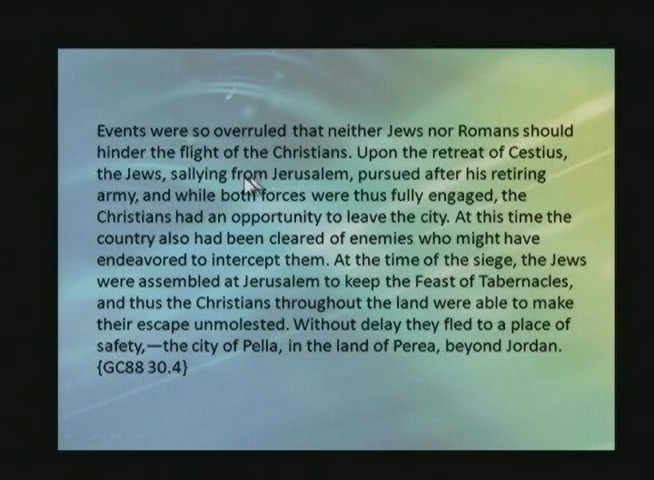 Events were so overruled that neither Jews nor Romans should
hinder the flight of the Christians. Upon the retreat of Cestius,
the Jews, sallying from Jerusalem, pursued after his retiring
army, and while both forces were thus fully engaged, the
Christians had an opportunity to leave the city. At this time the
country also had been cleared of enemies who might have
endeavored to intercept them. At the time of the siege, the Jews
were assembled at Jerusalem to keep the Feast of Tabernacles,
and thus the Christians throughout the land were able to make
their escape unmolested. Without delay they fled to a place of
safety,—the city of Pella, in the land of Perea, beyond Jordan.
{GC88 30.4}